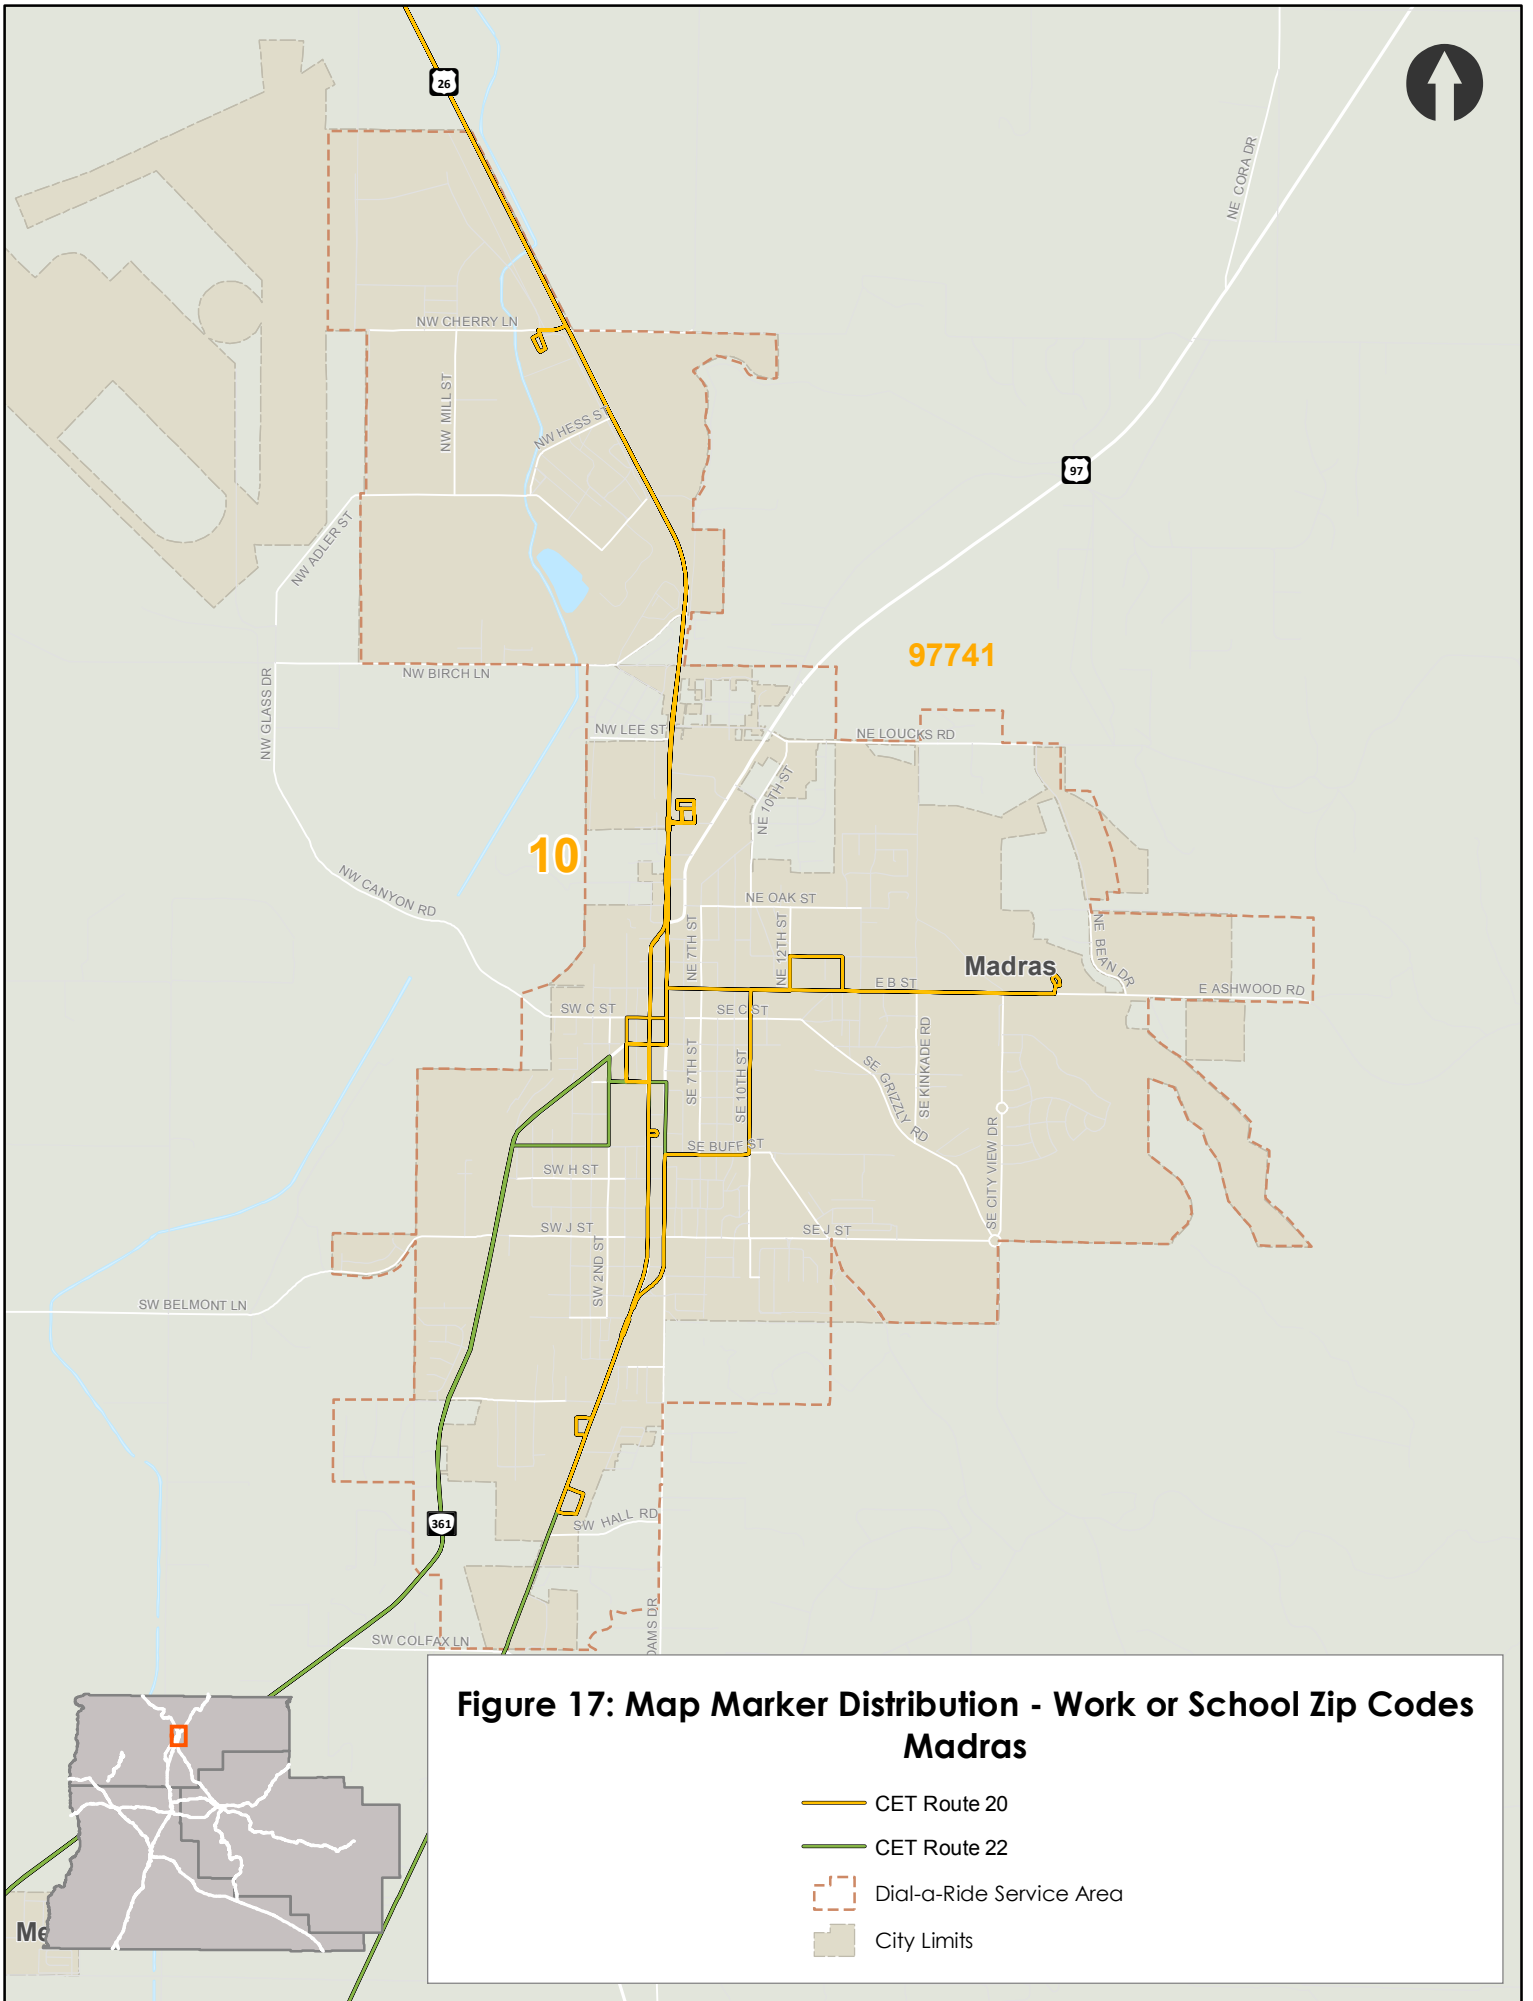 26
NE CORA DR
NW CHERRY LN
NW MILL ST
NW HESS ST
97
NW ADLER ST
97741
NW BIRCH LN
NW GLASS DR
NW LEE ST
NE LOUCKS RD
NE 10TH ST
10
NW CANYON RD
NE OAK ST
NE 7TH ST
NE 12TH ST
NE BEAN DR
Madras
E B ST
E ASHWOOD RD
SW C ST
SE C ST
SE 7TH ST
SE 10TH ST
SE GRIZZLY RD
SE KINKADE RD
SE BUFF ST
SW H ST
SE CITY VIEW DR
SW J ST
SE J ST
SW 2ND ST
SW BELMONT LN
361
SW HALL RD
SW COLFAX LN
DAMS DR
Figure 17: Map Marker Distribution - Work or School Zip Codes
Madras
CET Route 20
CET Route 22
Dial-a-Ride Service Area
City Limits
Me